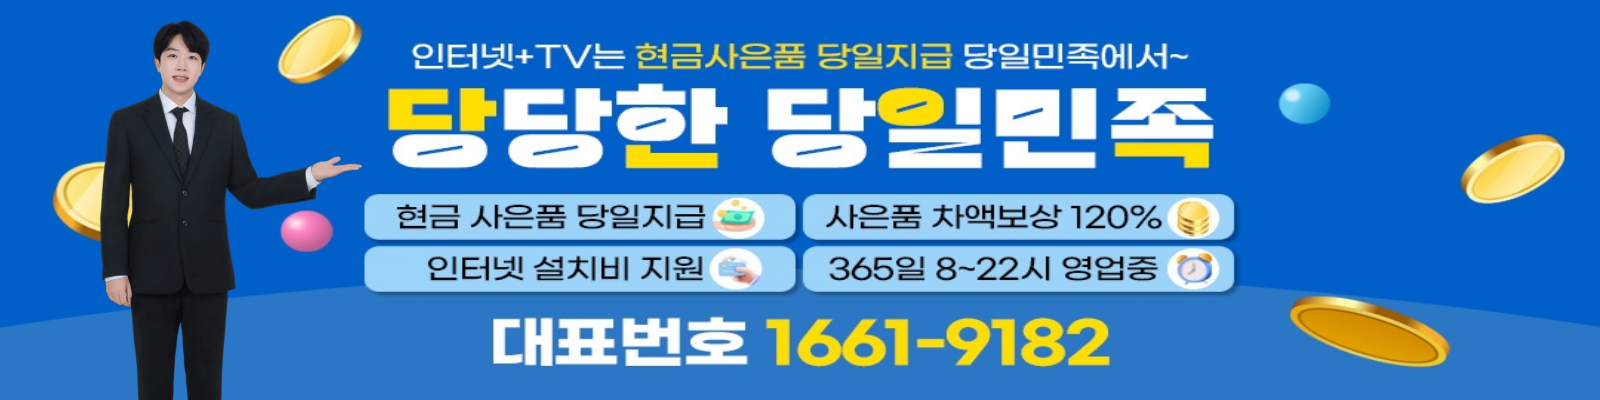 인터넷+TV는 현금사은품 당일지급 당일민족에서~
당당한 당일민족
현금 사은품 당일지급
사은품 차액보상 120%
인터넷 설치비 지원
365일 8~22시 영업중
대표번호 1661-9182